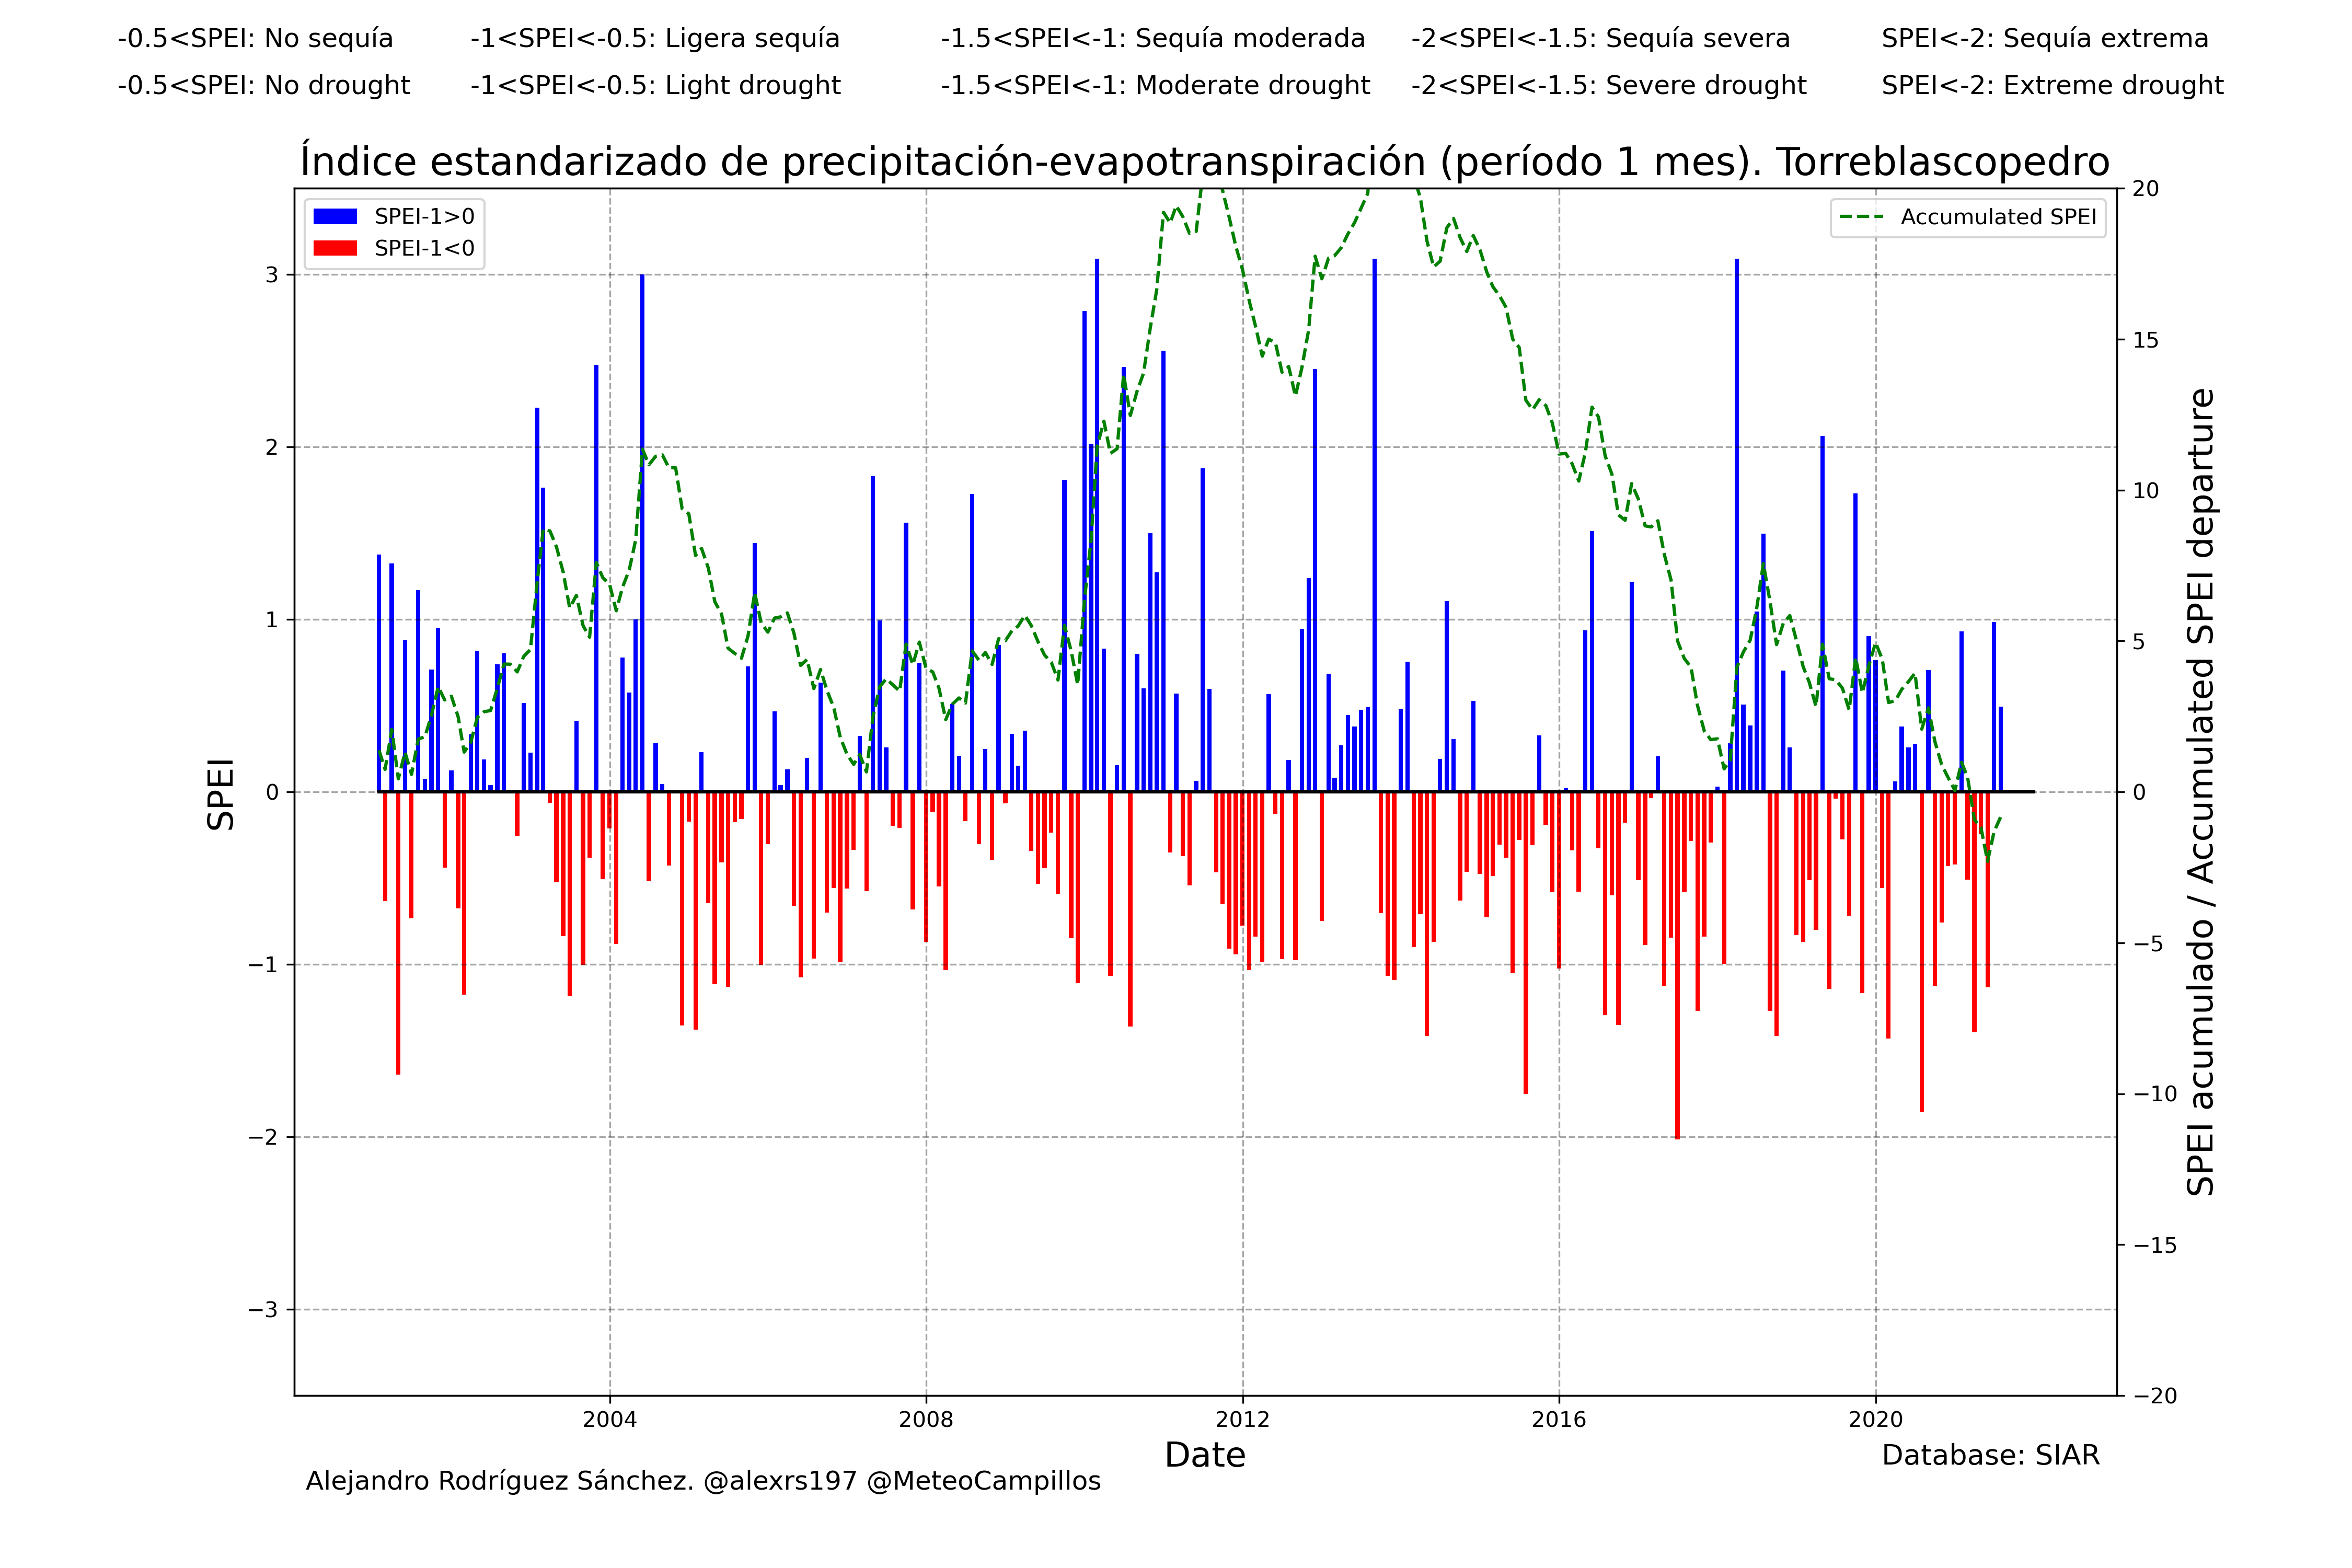 -0.5<SPEI: No sequía
-1<SPEI<-0.5: Ligera sequía
-1.5<SPEI<-1: Sequía moderada
-2<SPEI<-1.5: Sequía severa
SPEI<-2: Sequía extrema
-0.5<SPEI: No drought
-1<SPEI<-0.5: Light drought
-1.5<SPEI<-1: Moderate drought
-2<SPEI<-1.5: Severe drought
SPEI<-2: Extreme drought
Índice estandarizado de precipitación-evapotranspiración (período 1 mes). Torreblascopedro
SPEI-1>0
SPEI-1<0
Accumulated SPEI
SPEI
3
2
1
0
−1
−2
−3
20
15
10
5
0
−5
−10
−15
−20
SPEI acumulado / Accumulated SPEI departure
2004
2008
2012
2016
2020
Date
Database: SIAR
Alejandro Rodríguez Sánchez. @alexrs197 @MeteoCampillos